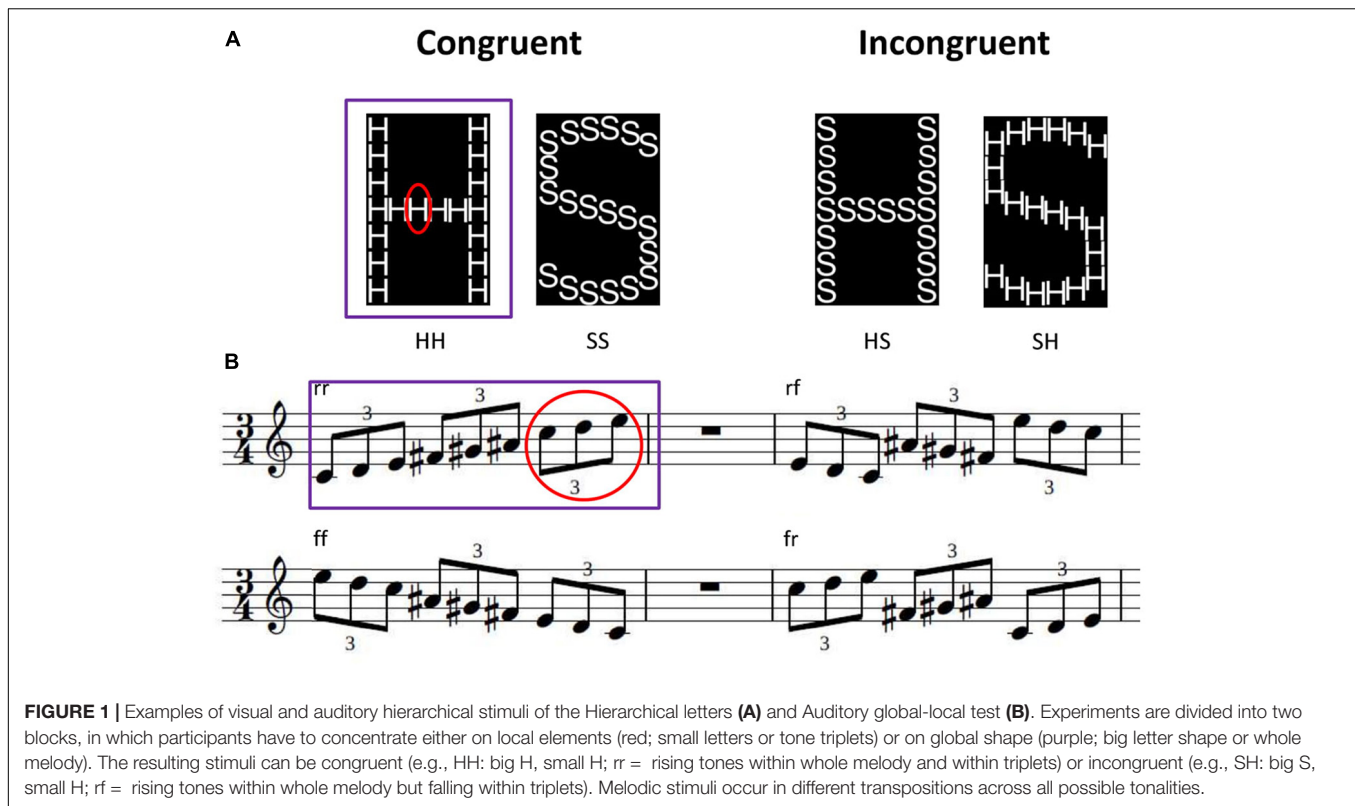 A Congruent Incongruent
H H S S S S S S S S H H H H H H
H H S S S H
H H S S S H
H H H H H H S S S S S S S S S S S S H H H H H H
H H S S S H
H H S S S S S S S S S H H H H H H H
H H S S
HH SS HS SH
B
rr rf
3 3 3 3
3
4
3 3
ff fr
3 3 3 3
3
4
3 3
FIGURE 1 | Examples of visual and auditory hierarchical stimuli of the Hierarchical letters (A) and Auditory global-local test (B). Experiments are divided into two
blocks, in which participants have to concentrate either on local elements (red; small letters or tone triplets) or on global shape (purple; big letter shape or whole
melody). The resulting stimuli can be congruent (e.g., HH: big H, small H; rr = rising tones within whole melody and within triplets) or incongruent (e.g., SH: big S,
small H; rf = rising tones within whole melody but falling within triplets). Melodic stimuli occur in different transpositions across all possible tonalities.